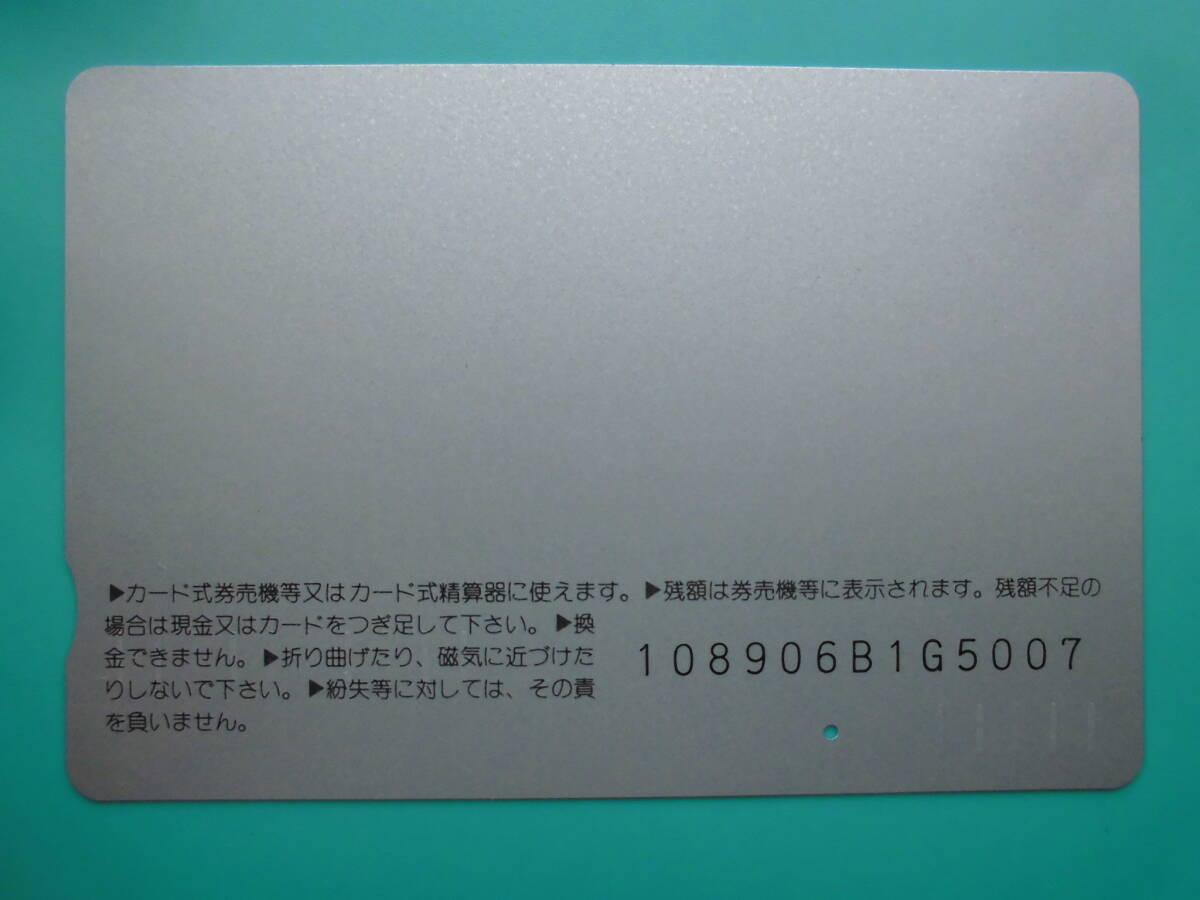 ▶カード式券売機等又はカード式精算器に使えます。▶残額は券売機等に表示されます。残額不足の
場合は現金又はカードをつぎ足して下さい。▶換
金できません。▶折り曲げたり、磁気に近づけた
りしないで下さい。▶紛失等に対しては、その責
を負いません。
108906B1G5007